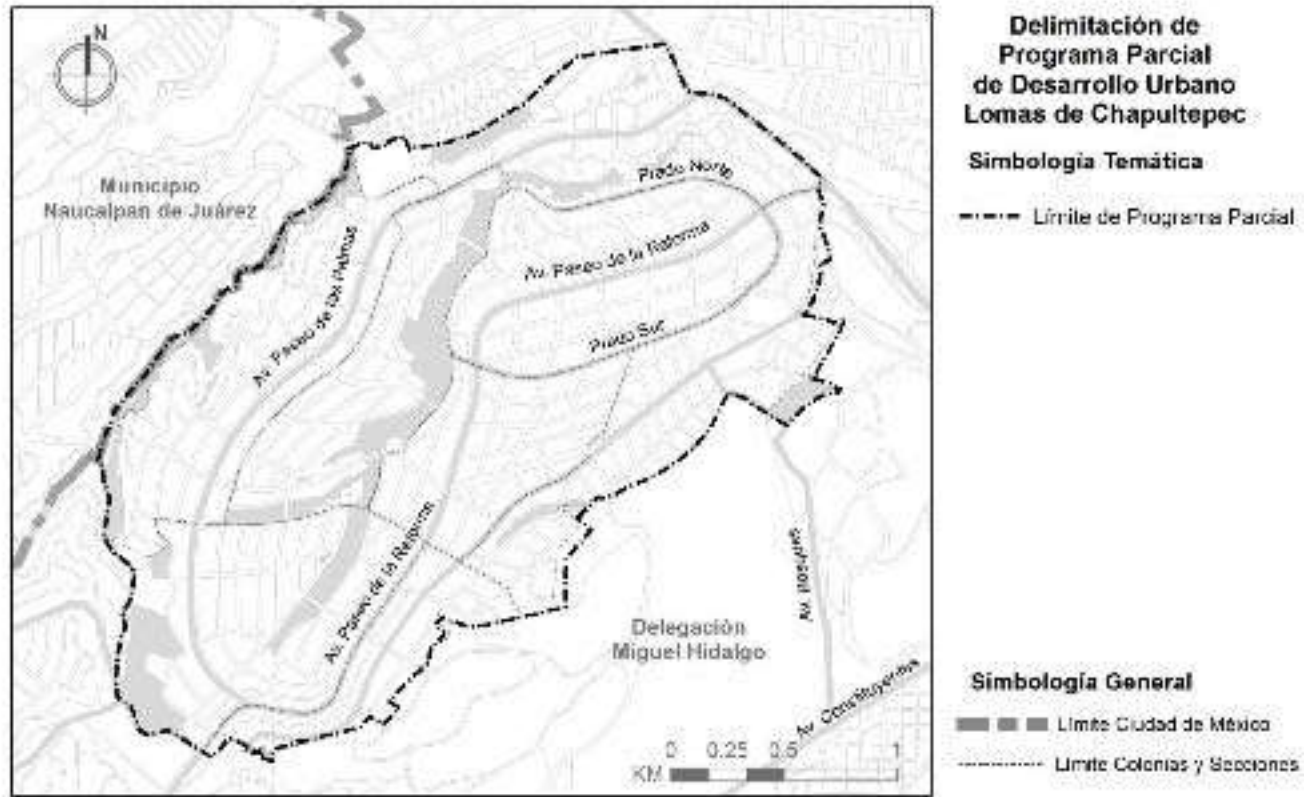 Delimitación de
Programa Parcial
de Desarrollo Urbano
Lomas de Chapultepec
Simbología Temática
Límite de Programa Parcial
N
Municipio
Naucalpan de Juárez
Prado Norte
Av. Paseo de la Reforma
Av. Paseo de las Palmas
Prado Sur
Av. Paseo de la Reforma
Delegación
Miguel Hidalgo
Av. Constituyentes
0 0.25 0.5 1
KM
Simbología General
Límite Ciudad de México
Límite Colonias y Secciones